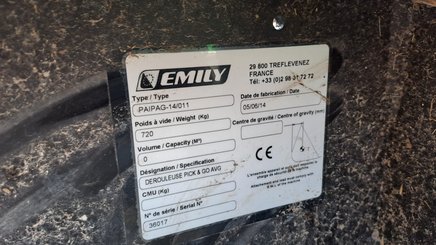 EMILY
29 800 TREFLEVENEZ
FRANCE
Tél: +33 (0)2 98 31 72 72
Type / Type
PAIPAG-14/011
Date de fabrication / Date
05/06/14
Poids à vide / Weight (Kg)
720
Centre de gravité / Centre of gravity (mm)
Volume / Capacity (M³)
0
Désignation / Specification
DEROULEUSE PICK & GO AVG
CE
CMU (Kg)
N° de série / Serial N°
36017